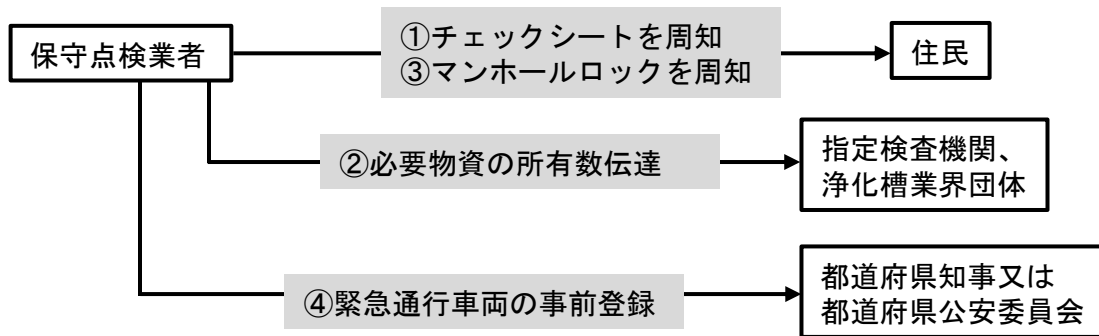 保守点検業者
①チェックシートを周知
③マンホールロックを周知
住民
②必要物資の所有数伝達
指定検査機関、
浄化槽業界団体
④緊急通行車両の事前登録
都道府県知事又は
都道府県公安委員会